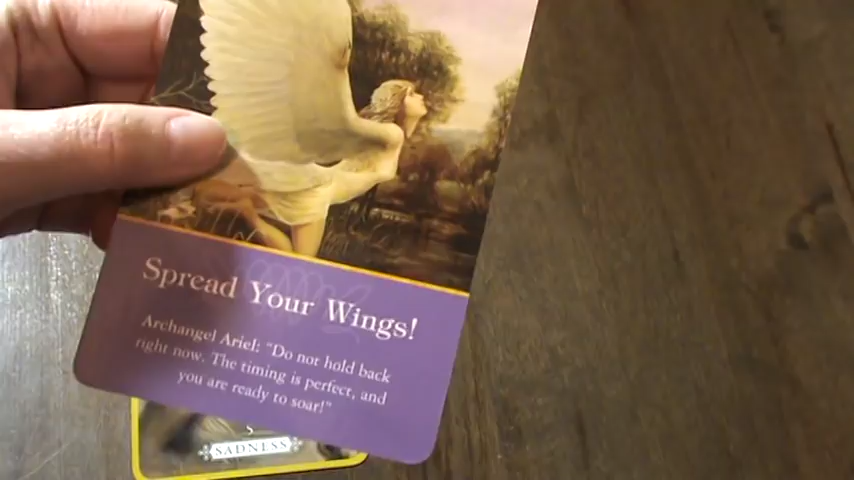 Spread Your Wings!
Archangel Ariel: "Do not hold back
right now. The timing is perfect, and
you are ready to soar!"
5
SADNESS